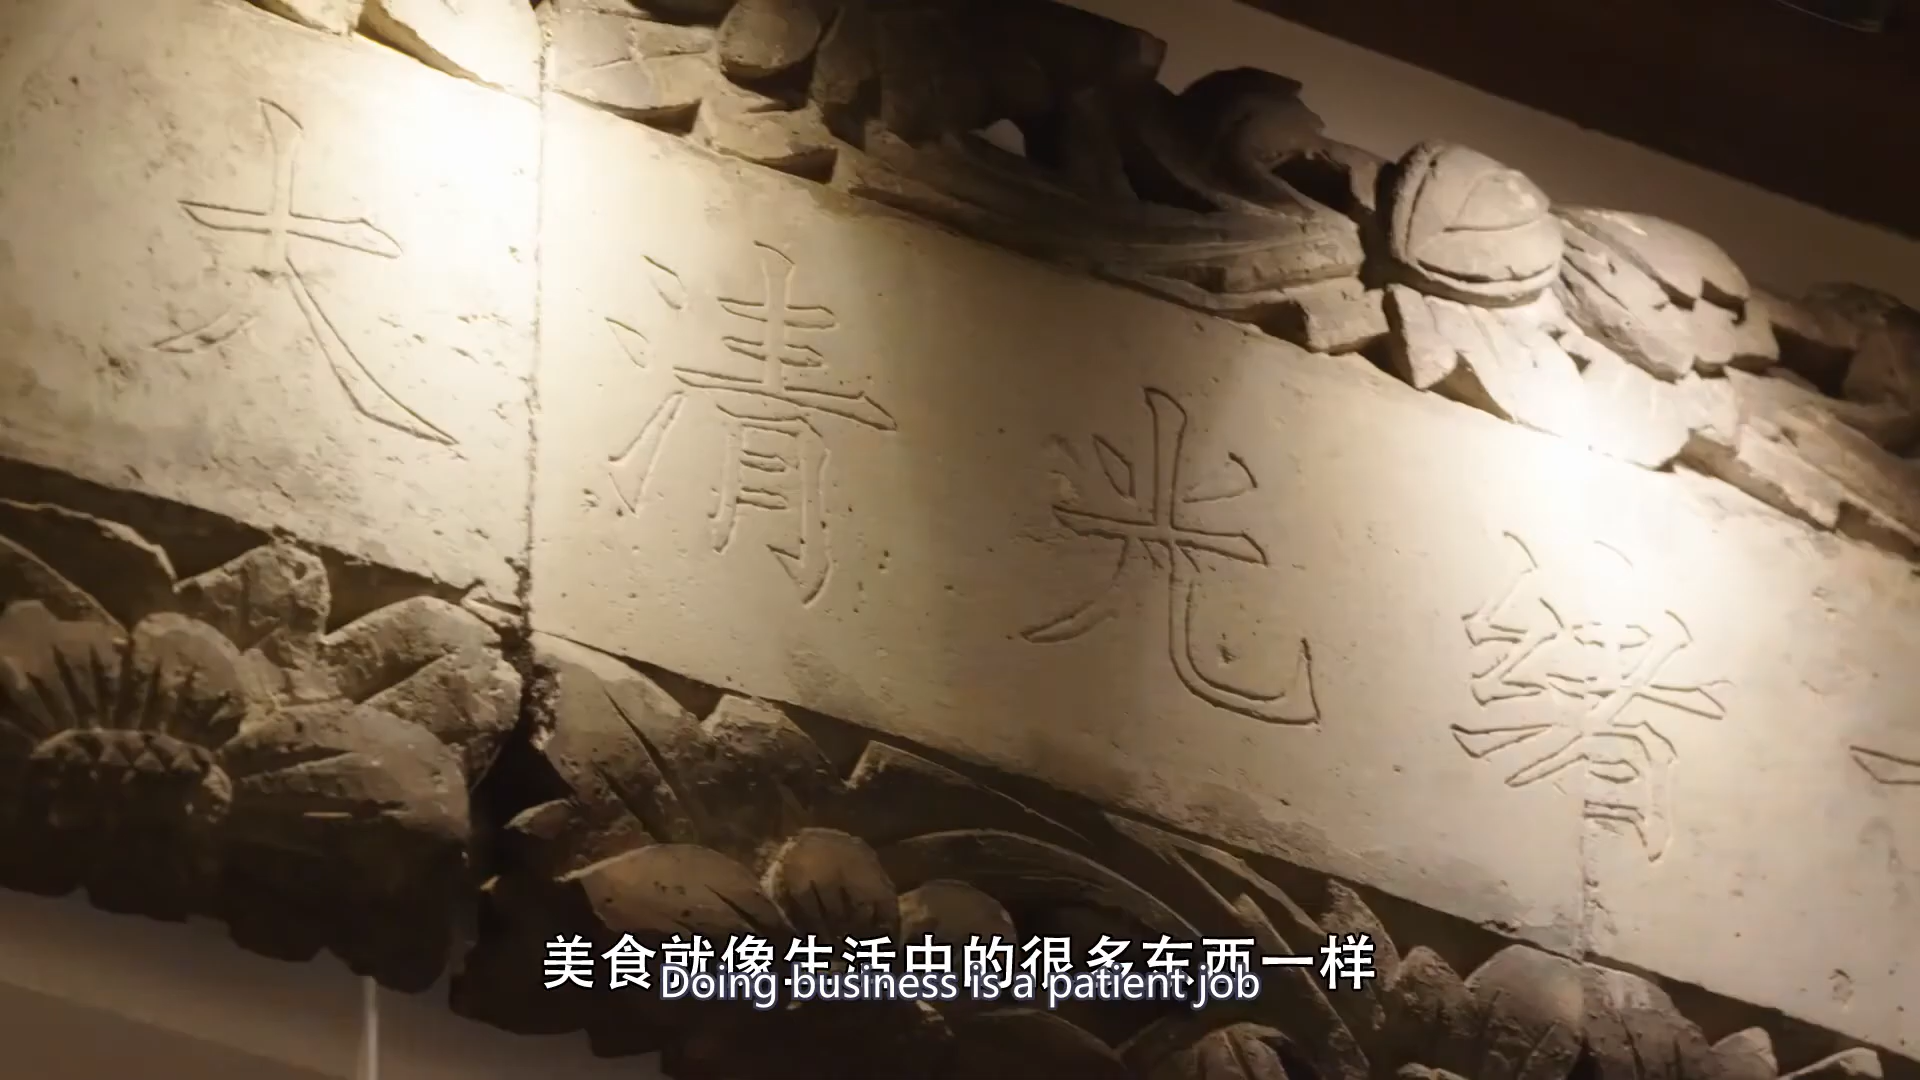 大清光緒
美食就像生活中的很多东西一样
Doing business is a patient job